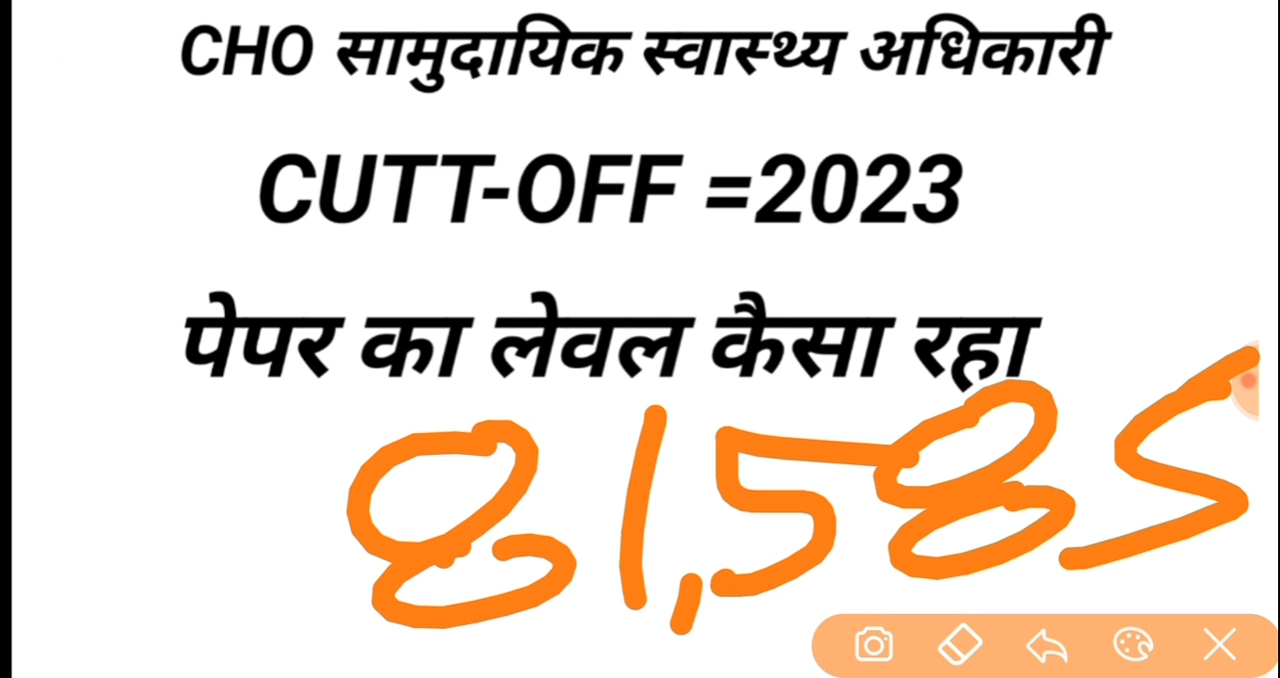 CHO सामुदायिक स्वास्थ्य अधिकारी
CUTT-OFF =2023
पेपर का लेवल कैसा रहा
81,585